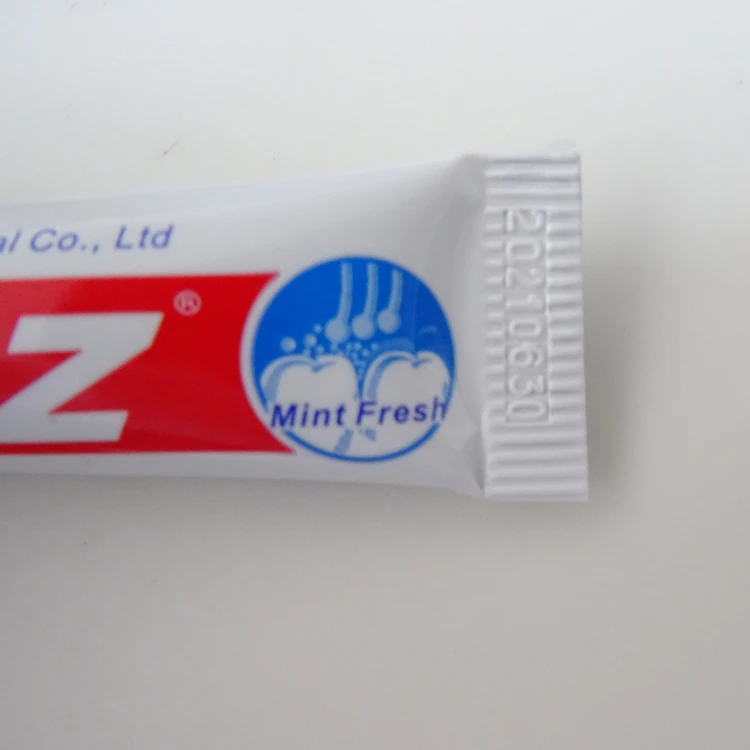 al Co., Ltd
Z®
Mint Fresh
20210630